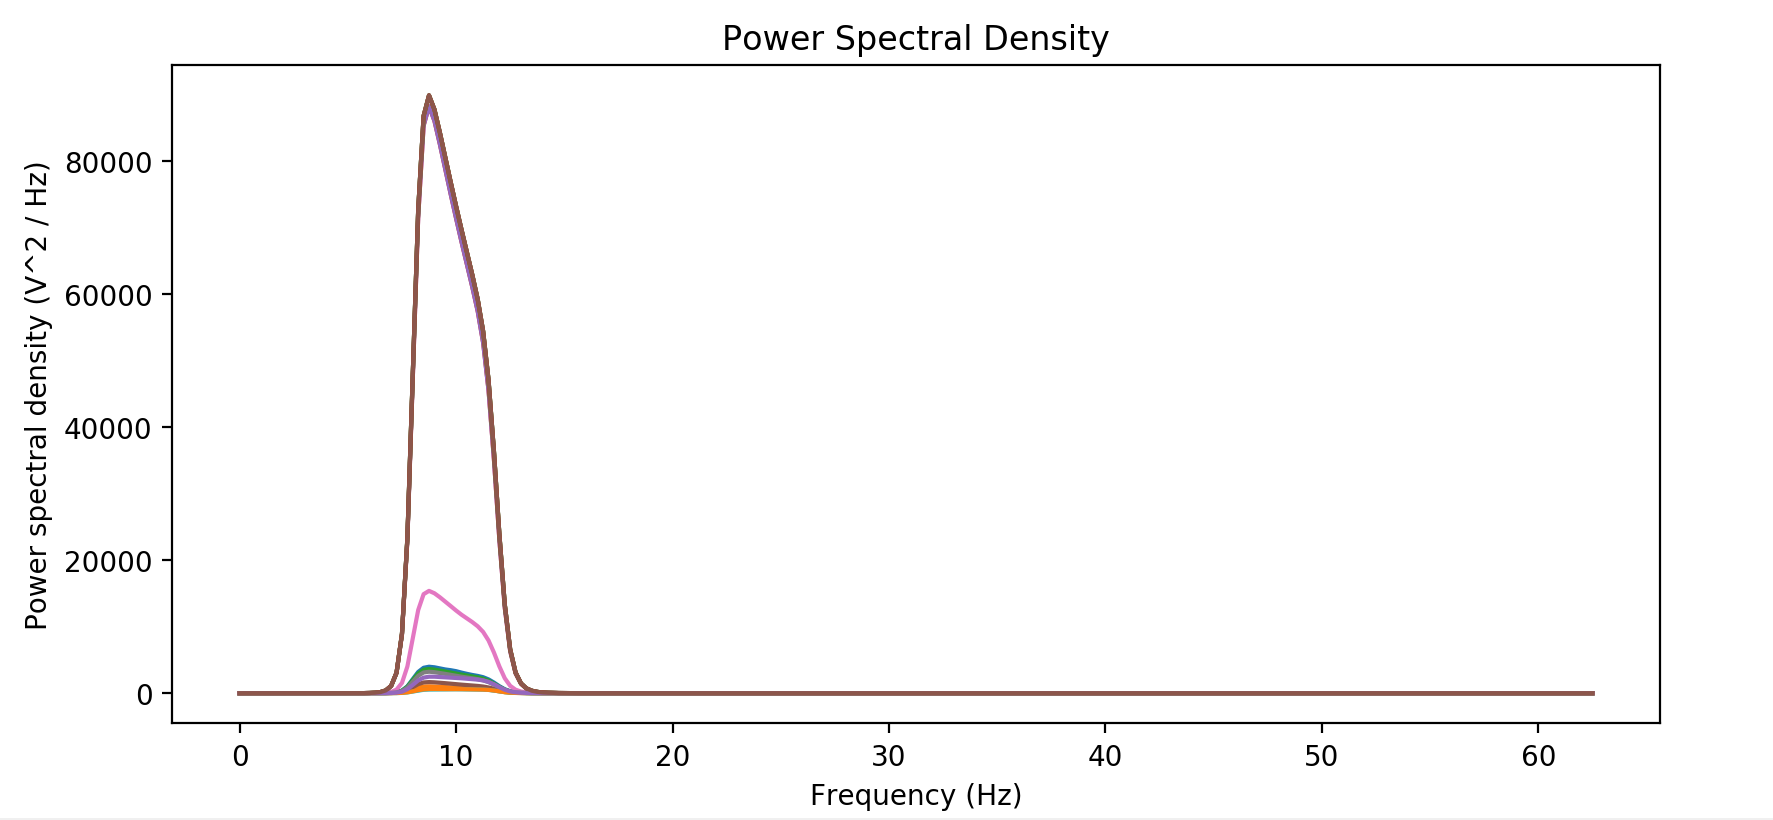 Power Spectral Density
Power spectral density (V^2 / Hz)
80000
60000
40000
20000
0
0 10 20 30 40 50 60
Frequency (Hz)